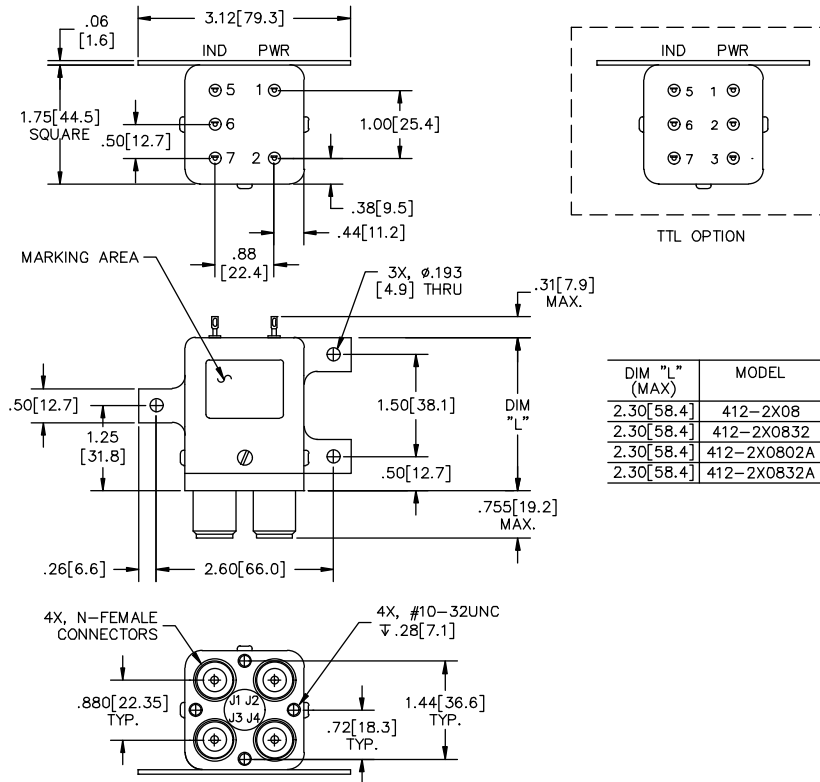 3.12[79.3]
.06
[1.6]
IND PWR
5 1
6
7 2
1.75[44.5]
SQUARE
.50[12.7]
1.00[25.4]
.38[9.5]
.44[11.2]
.88
[22.4]
IND PWR
5 1
6 2
7 3
TTL OPTION
MARKING AREA
3X, ø.193
[4.9] THRU
.31[7.9]
MAX.
.50[12.7]
1.25
[31.8]
1.50[38.1]
DIM
"L"
.50[12.7]
.755[19.2]
MAX.
.26[6.6]
2.60[66.0]
DIM "L" MODEL
(MAX)
2.30[58.4] 412-2X08
2.30[58.4] 412-2X0832
2.30[58.4] 412-2X0802A
2.30[58.4] 412-2X0832A
4X, N-FEMALE
CONNECTORS
4X, #10-32UNC
↧.28[7.1]
.880[22.35]
TYP.
J1 J2
J3 J4
1.44[36.6]
TYP.
.72[18.3]
TYP.